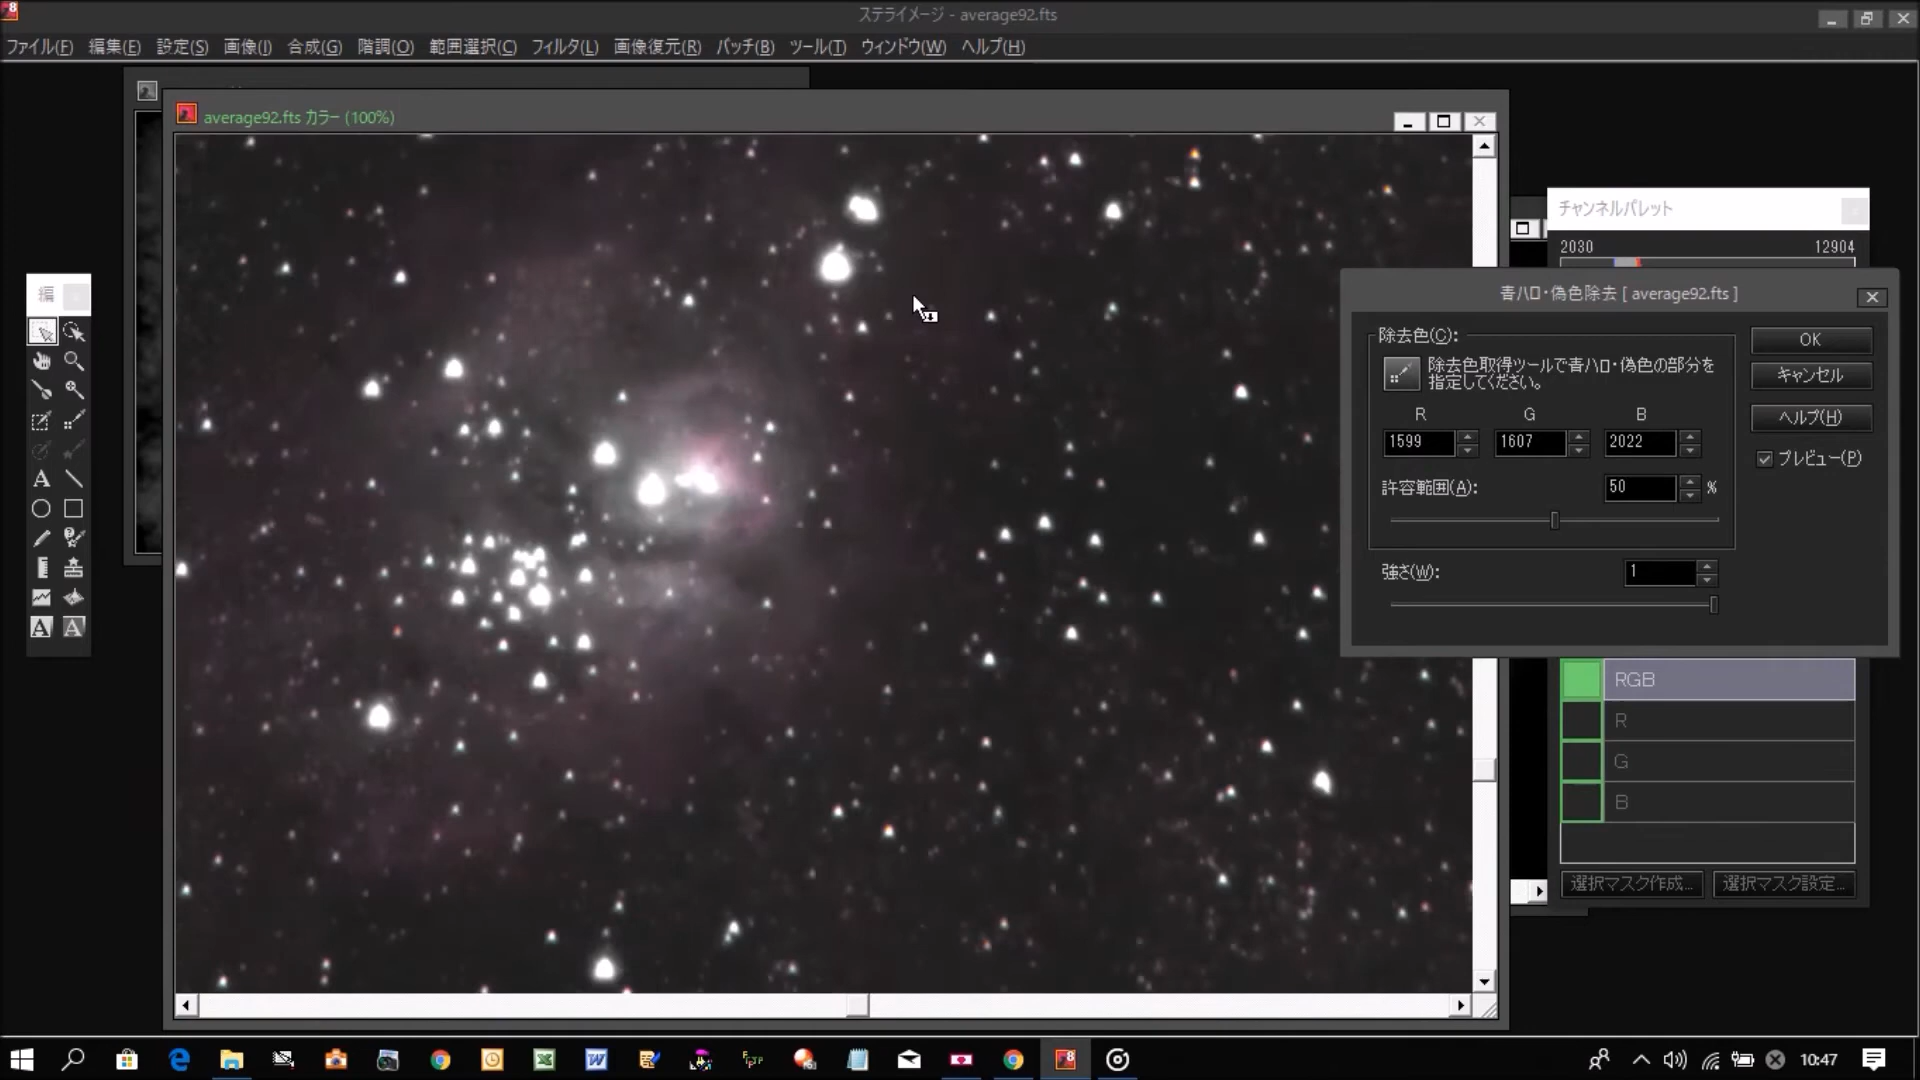 ステライメージ - average92.fts
ファイル(F) 編集(E) 設定(S) 画像(I) 合成(G) 階調(O) 範囲選択(C) フィルタ(L) 画像復元(R) バッチ(B) ツール(T) ウィンドウ(W) ヘルプ(H)
average92.fts カラー (100%)
チャンネルパレット
2030 12904
編
青ハロ・偽色除去 [ average92.fts ]
除去色(C):
除去色取得ツールで青ハロ・偽色の部分を
指定してください。
R G B
1599 1607 2022
許容範囲(A): 50 %
強さ(W): 1
OK
キャンセル
ヘルプ(H)
プレビュー(P)
RGB
R
G
B
選択マスク作成... 選択マスク設定...
10:47